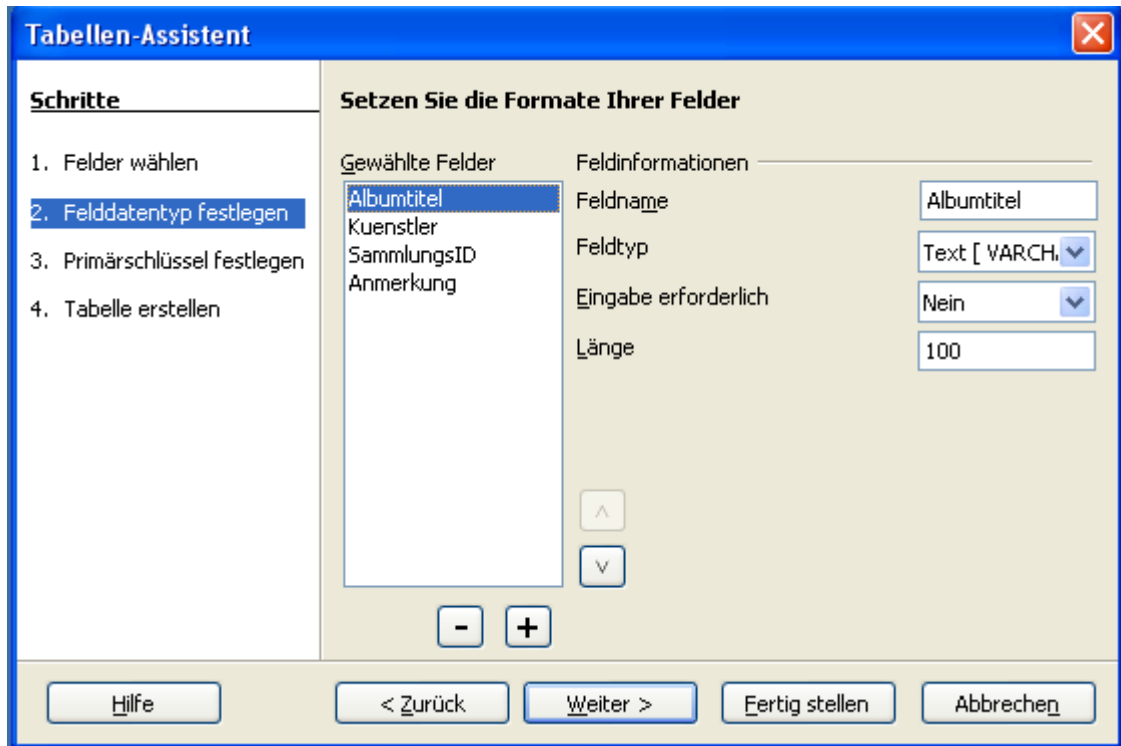 Tabellen-Assistent
Schritte
1. Felder wählen
2. Felddatentyp festlegen
3. Primärschlüssel festlegen
4. Tabelle erstellen
Setzen Sie die Formate Ihrer Felder
Gewählte Felder
Albumtitel
Kuenstler
SammlungsID
Anmerkung
Feldinformationen
Feldname Albumtitel
Feldtyp Text [ VARCH
Eingabe erforderlich Nein
Länge 100
- +
Hilfe < Zurück Weiter > Fertig stellen Abbrechen